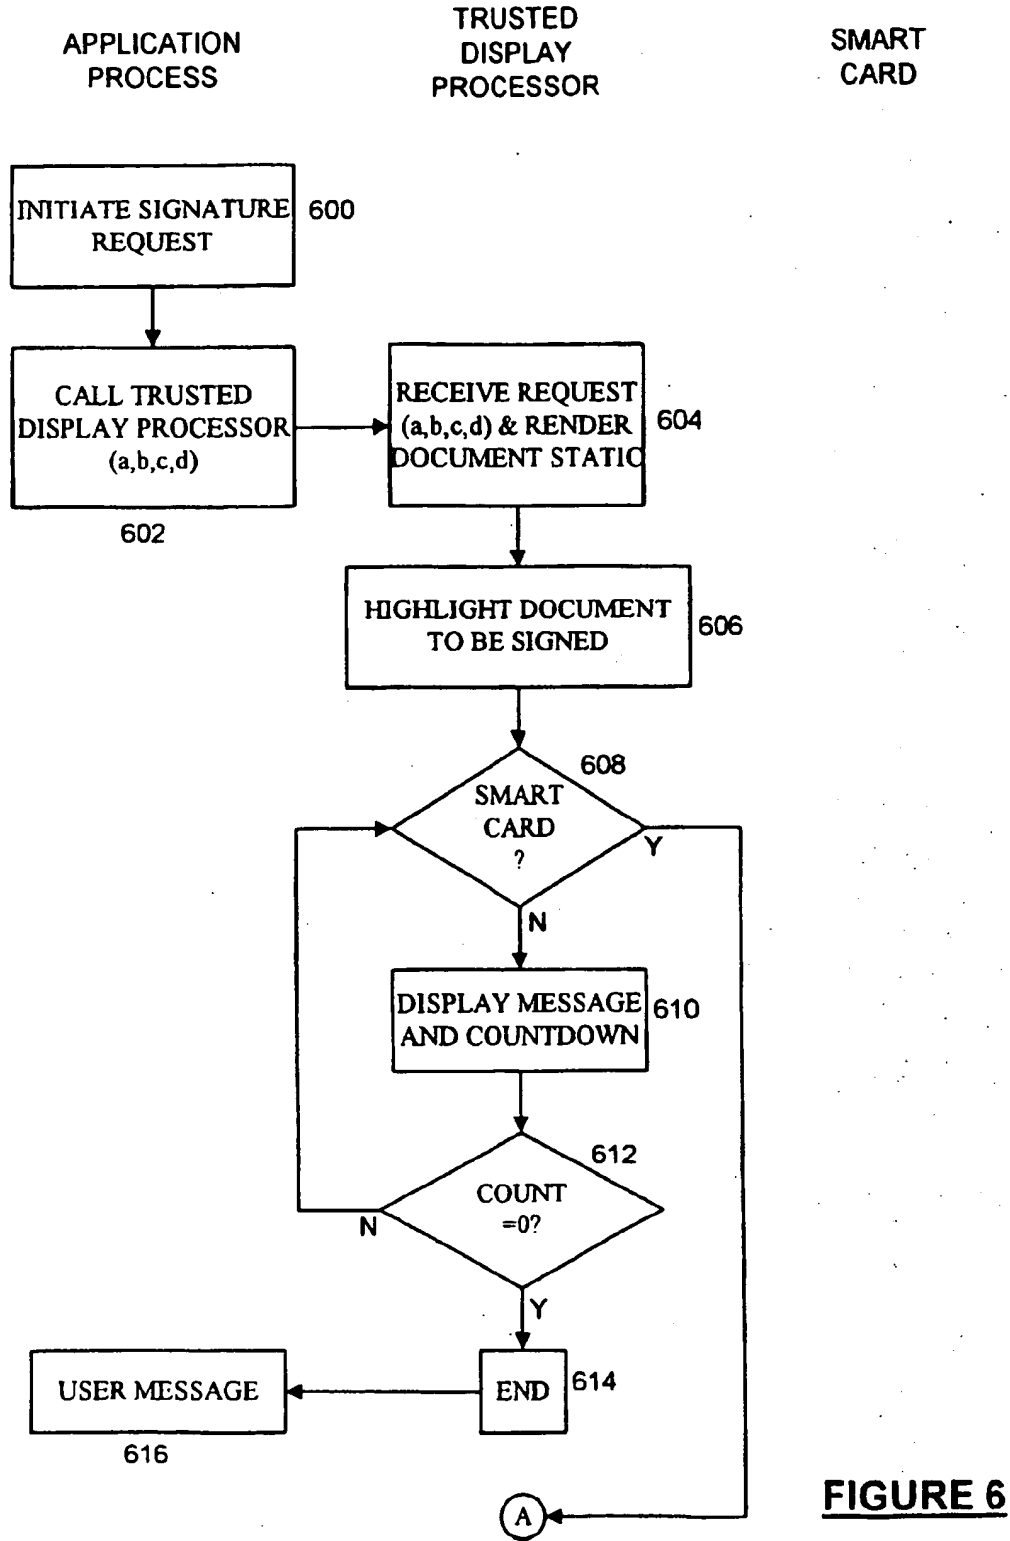 APPLICATION
PROCESS
TRUSTED
DISPLAY
PROCESSOR
SMART
CARD
INITIATE SIGNATURE
REQUEST
600
CALL TRUSTED
DISPLAY PROCESSOR
(a,b,c,d)
602
RECEIVE REQUEST
(a,b,c,d) & RENDER
DOCUMENT STATIC
604
HIGHLIGHT DOCUMENT
TO BE SIGNED
606
608
SMART
CARD
?
Y
N
DISPLAY MESSAGE
AND COUNTDOWN
610
612
COUNT
=0?
N
Y
USER MESSAGE
616
END
614
A
FIGURE 6